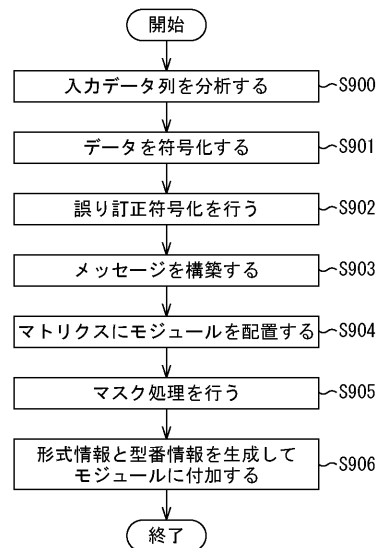 開始
入力データ列を分析する
S900
データを符号化する
S901
誤り訂正符号化を行う
S902
メッセージを構築する
S903
マトリクスにモジュールを配置する
S904
マスク処理を行う
S905
形式情報と型番情報を生成して
モジュールに付加する
S906
終了